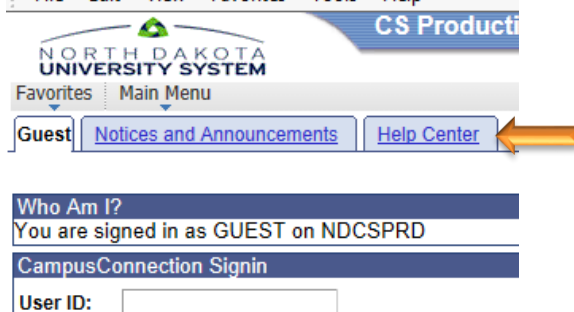 CS Producti
NORTH DAKOTA
UNIVERSITY SYSTEM
Favorites Main Menu
Guest Notices and Announcements Help Center
Who Am I?
You are signed in as GUEST on NDCSPRD
CampusConnection Signin
User ID: